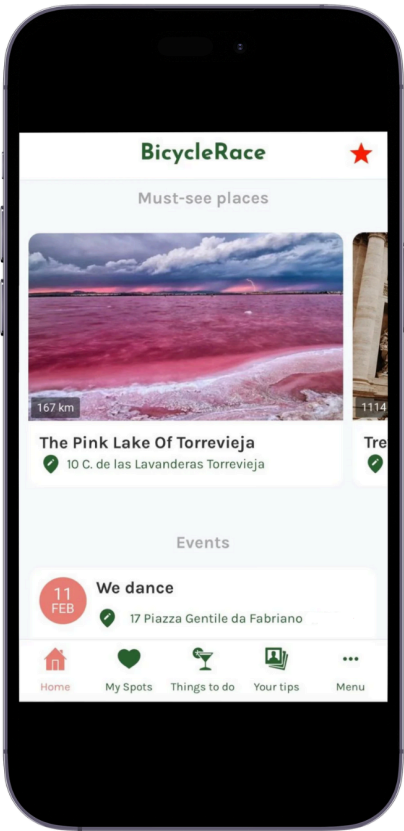 BicycleRace
Must-see places
167 km
1114
The Pink Lake Of Torrevieja
10 C. de las Lavanderas Torrevieja
Tre
Events
11
FEB
We dance
17 Piazza Gentile da Fabriano
Home
My Spots
Things to do
Your tips
Menu